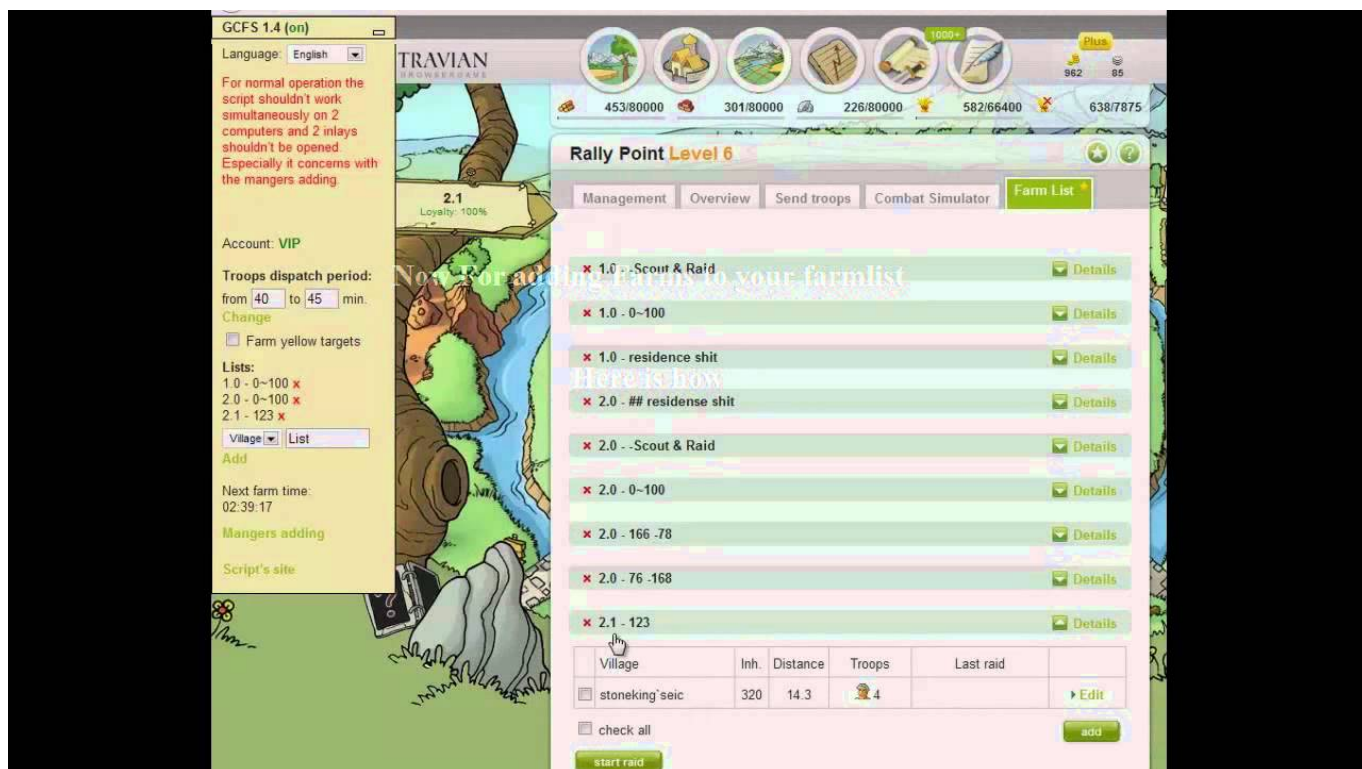 GCFS 1.4 (on)
Language: English
For normal operation the
script shouldn't work
simultaneously on 2
computers and 2 inlays
shouldn't be opened.
Especially it concerns with
the mangers adding.
Account: VIP
Troops dispatch period:
from 40 to 45 min.
Change
Farm yellow targets
Lists:
1.0 - 0~100 x
2.0 - 0~100 x
2.1 - 123 x
Village List
Add
Next farm time:
02:39:17
Mangers adding
Script's site
TRAVIAN
BROWSERGAME
1000+
Plus
962 85
453/80000 301/80000 226/80000 582/66400 638/7875
2.1
Loyalty: 100%
Rally Point Level 6
Management Overview Send troops Combat Simulator Farm List
Now For adding Farms to your farmlist
Here is how
x 1.0 - -Scout & Raid Details
x 1.0 - 0~100 Details
x 1.0 - residence shit Details
x 2.0 - ## residense shit Details
x 2.0 - -Scout & Raid Details
x 2.0 - 0~100 Details
x 2.0 - 166 -78 Details
x 2.0 - 76 -168 Details
x 2.1 - 123 Details
Village Inh. Distance Troops Last raid
stoneking`seic 320 14.3 4 Edit
check all add
start raid